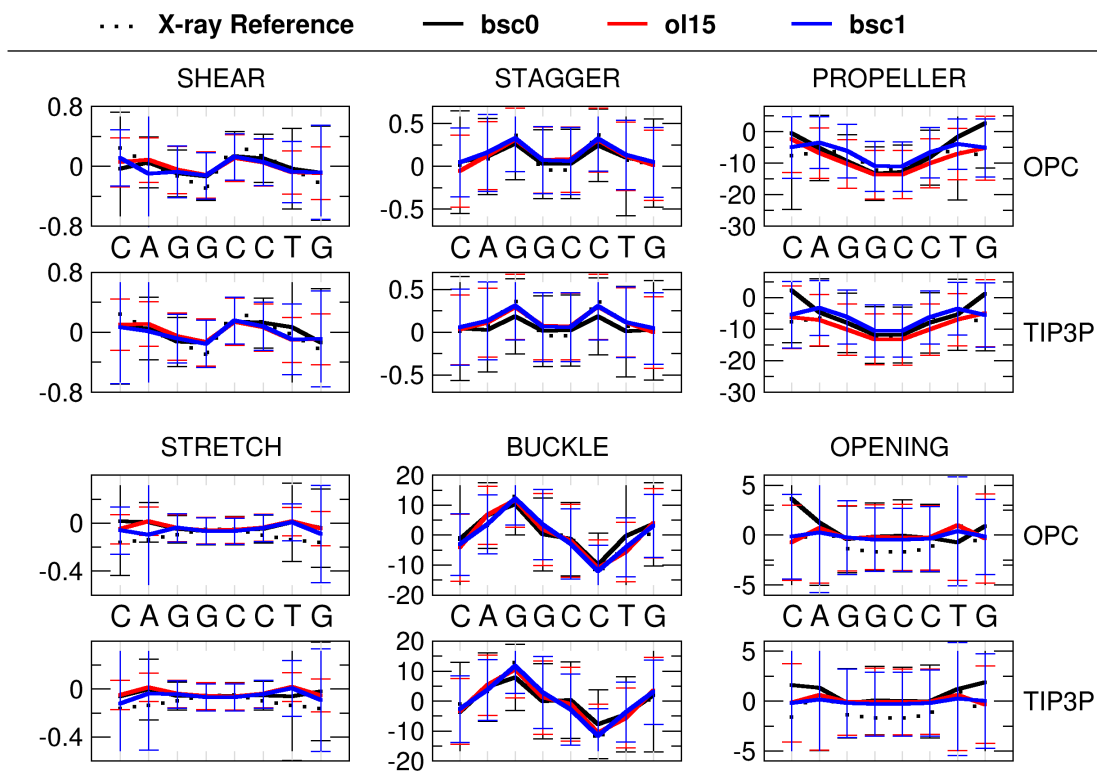 X-ray Reference bsc0 ol15 bsc1
SHEAR STAGGER PROPELLER
0.8 0 -0.8 0.5 0 -0.5 0 -10 -20 -30 OPC
C A G G C C T G C A G G C C T G C A G G C C T G
0.8 0 -0.8 0.5 0 -0.5 0 -10 -20 -30 TIP3P
STRETCH BUCKLE OPENING
0 -0.4 20 10 0 -10 -20 5 0 -5 OPC
C A G G C C T G C A G G C C T G C A G G C C T G
0 -0.4 20 10 0 -10 -20 5 0 -5 TIP3P